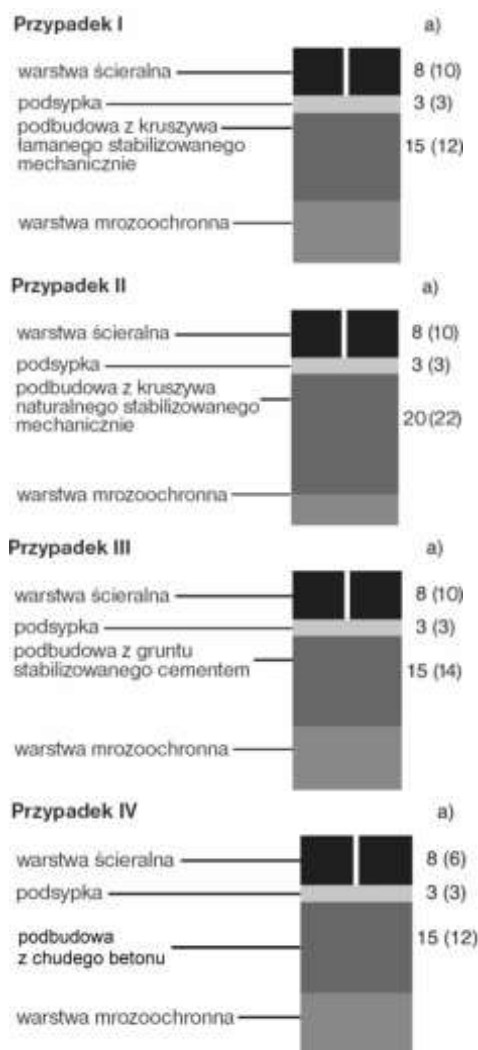 Przypadek I a)
warstwa ścieralna 8 (10)
podsypka 3 (3)
podbudowa z kruszywa
łamanego stabilizowanego 15 (12)
mechanicznie
warstwa mrozoochronna
Przypadek II a)
warstwa ścieralna 8 (10)
podsypka 3 (3)
podbudowa z kruszywa
naturalnego stabilizowanego
mechanicznie 20 (22)
warstwa mrozoochronna
Przypadek III a)
warstwa ścieralna 8 (10)
podsypka 3 (3)
podbudowa z gruntu
stabilizowanego cementem 15 (14)
warstwa mrozoochronna
Przypadek IV a)
warstwa ścieralna 8 (6)
podsypka 3 (3)
podbudowa 15 (12)
z chudego betonu
warstwa mrozoochronna